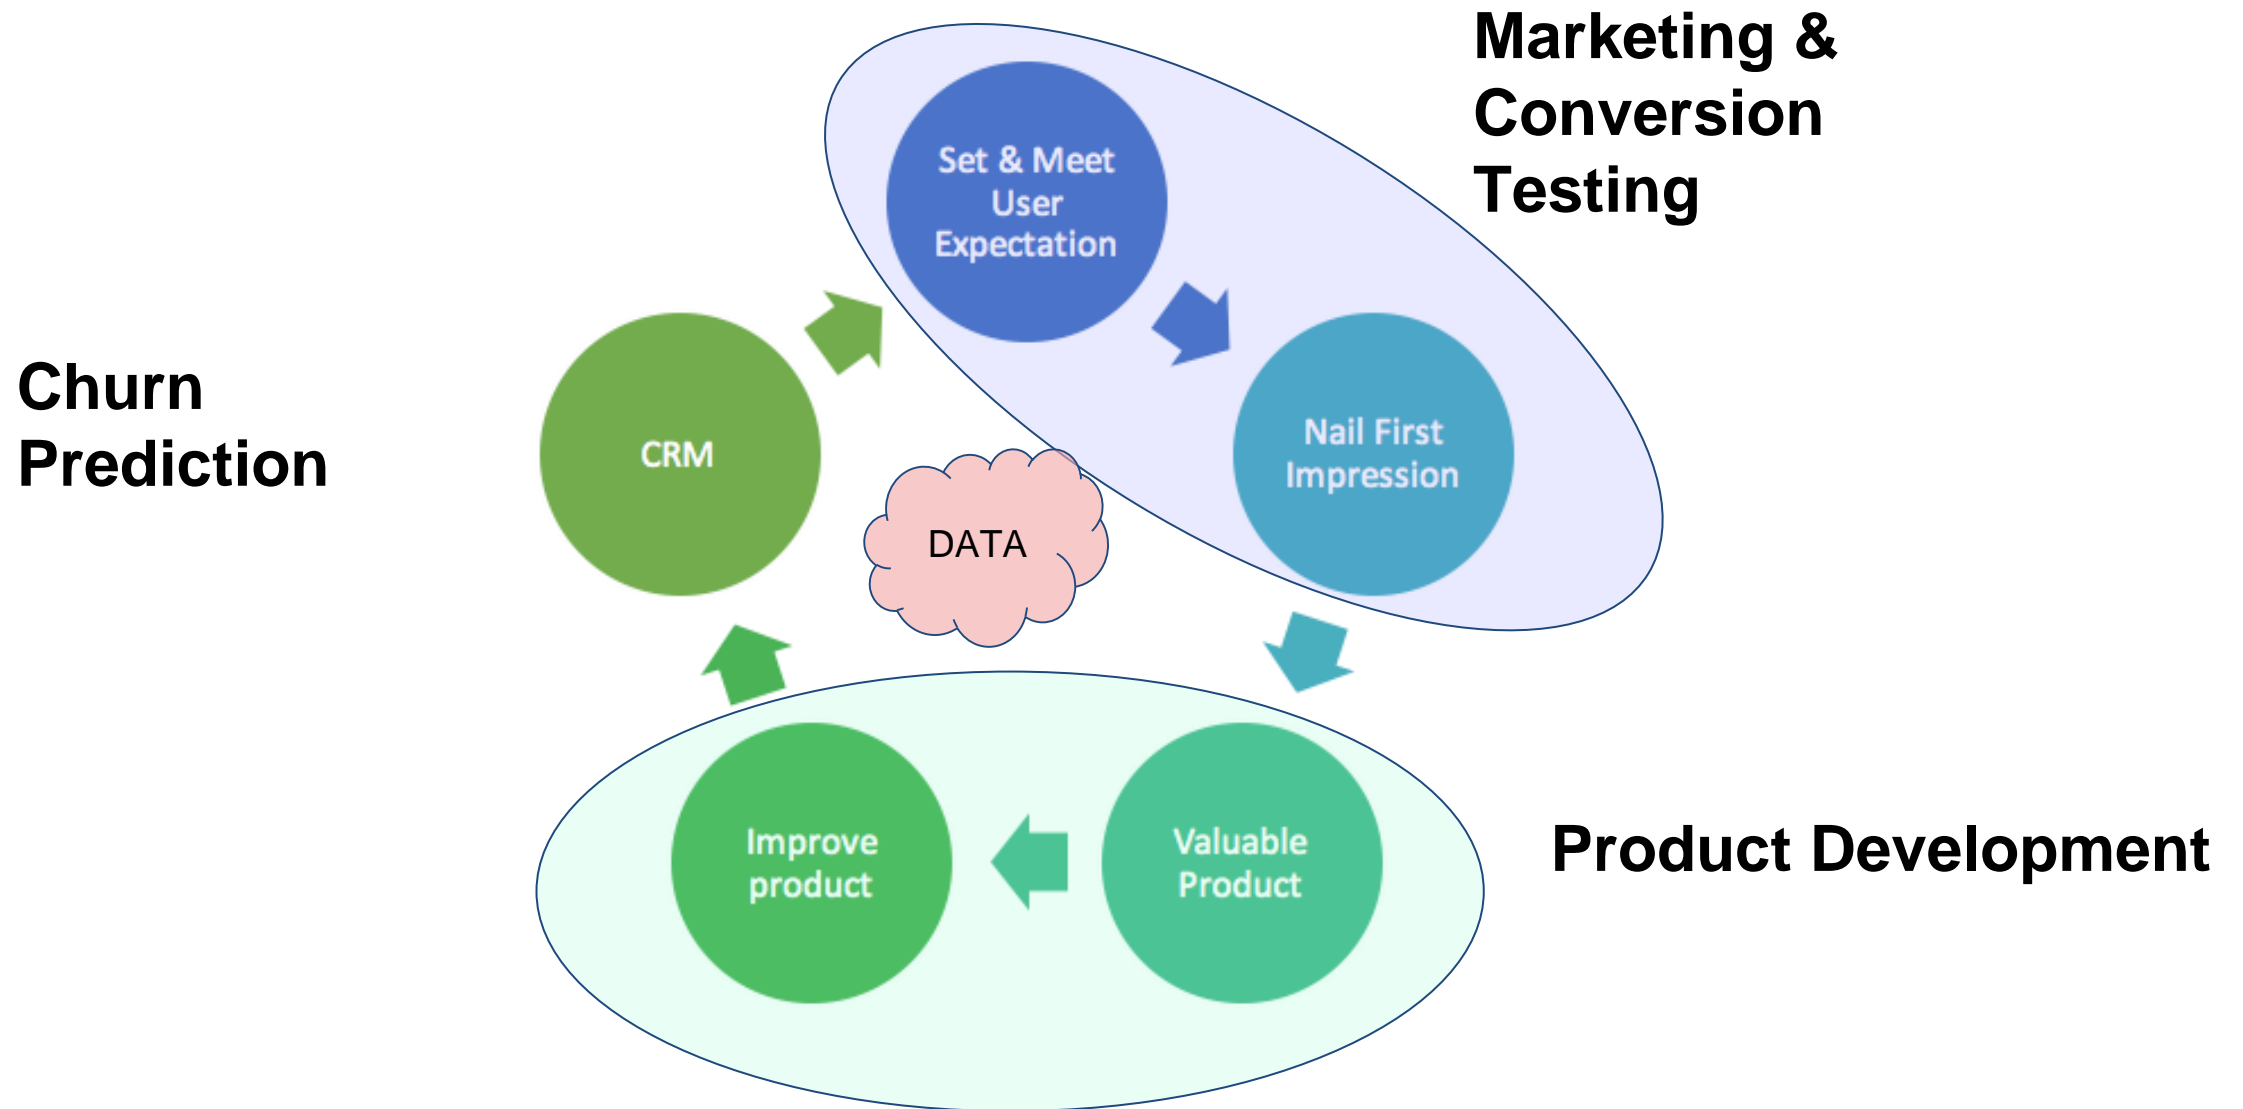 Marketing &
Conversion
Testing
Set & Meet
User
Expectation
Churn
Prediction
CRM
Nail First
Impression
DATA
Improve
product
Valuable
Product
Product Development